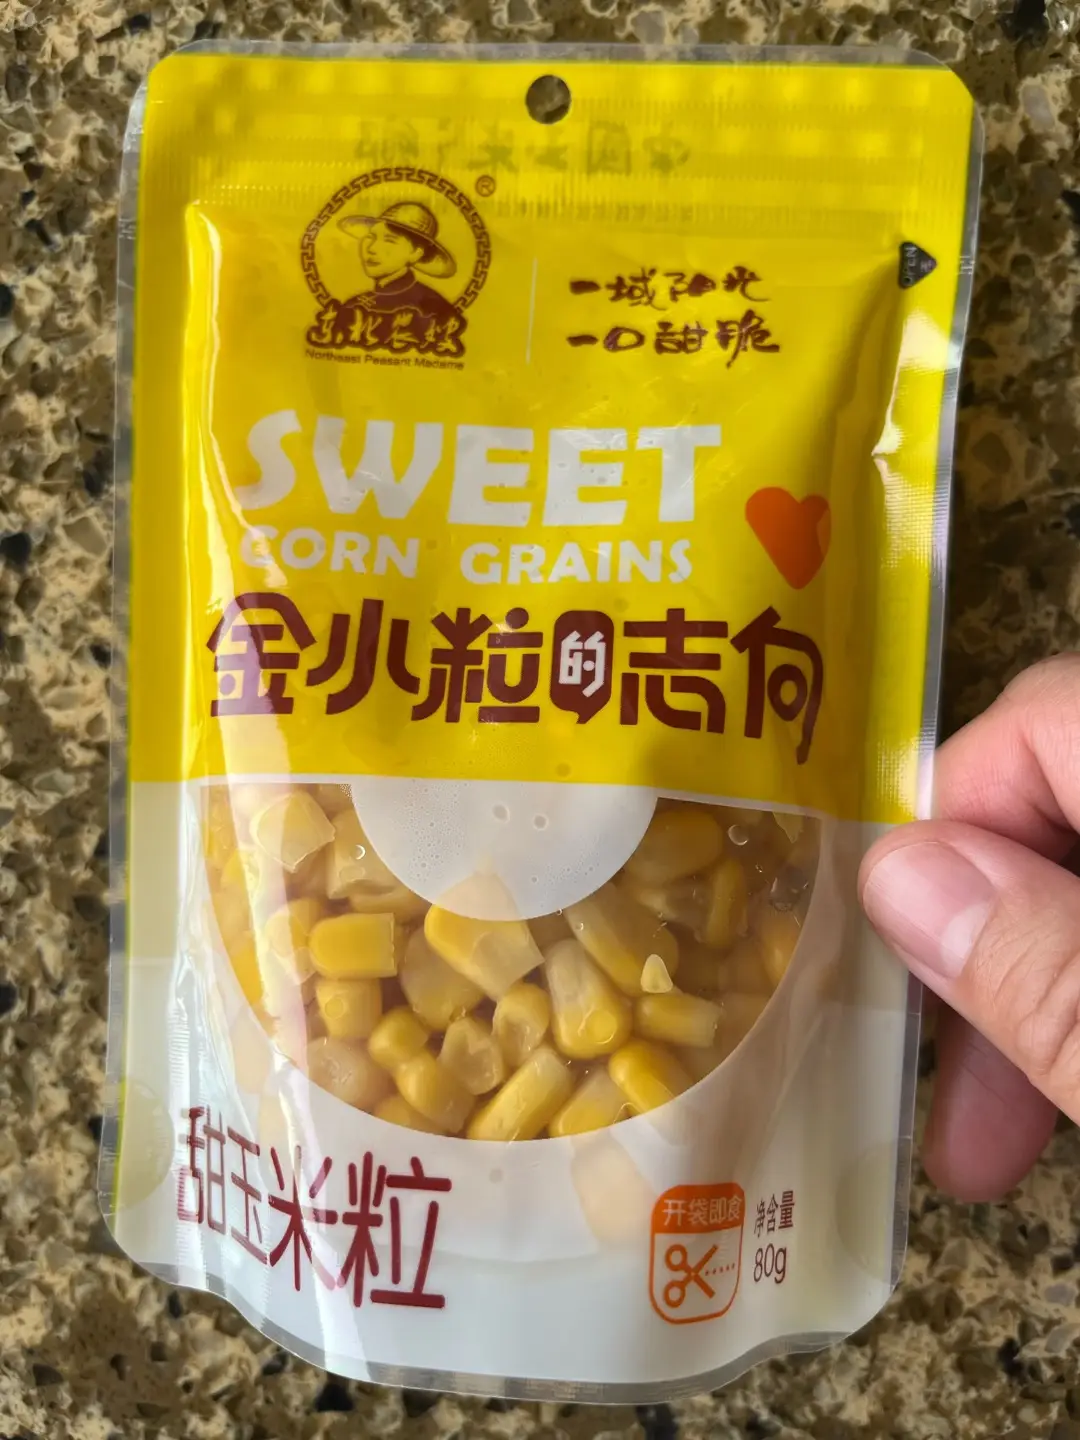 东北农嫂
®
Northeast Peasant Madame
一域阳光
一口甜脆
OPEN
SWEET
CORN GRAINS
金小粒的志向
甜玉米粒
开袋即食
净含量
80g